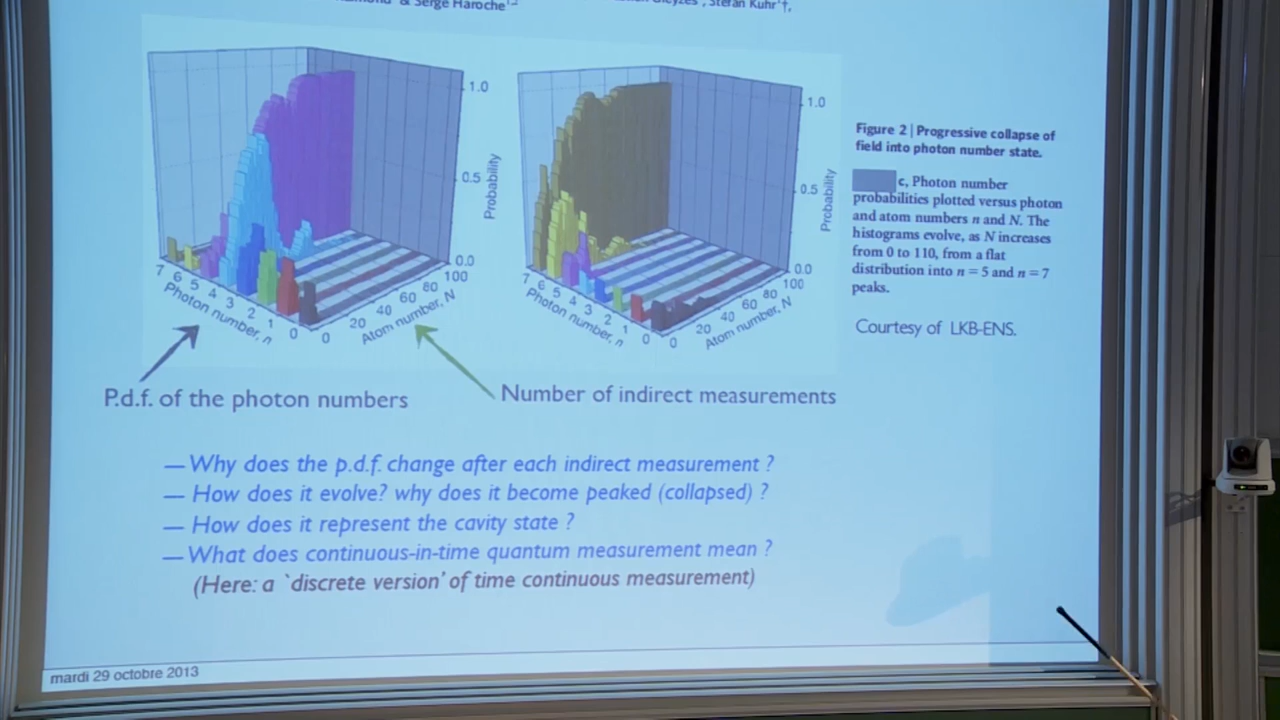 & Serge Haroche
, Stefan Kuhr †,
1.0
0.5
0.0
Probability
7 6 5 4 3 2 1 0
Photon number, n
0 20 40 60 80 100
Atom number, N
1.0
0.5
0.0
Probability
7 6 5 4 3 2 1 0
Photon number, n
0 20 40 60 80 100
Atom number, N
Figure 2 | Progressive collapse of
field into photon number state.
c, Photon number
probabilities plotted versus photon
and atom numbers n and N. The
histograms evolve, as N increases
from 0 to 110, from a flat
distribution into n = 5 and n = 7
peaks.
Courtesy of LKB-ENS.
P.d.f. of the photon numbers
Number of indirect measurements
— Why does the p.d.f. change after each indirect measurement ?
— How does it evolve? why does it become peaked (collapsed) ?
— How does it represent the cavity state ?
— What does continuous-in-time quantum measurement mean ?
(Here: a `discrete version' of time continuous measurement)
mardi 29 octobre 2013